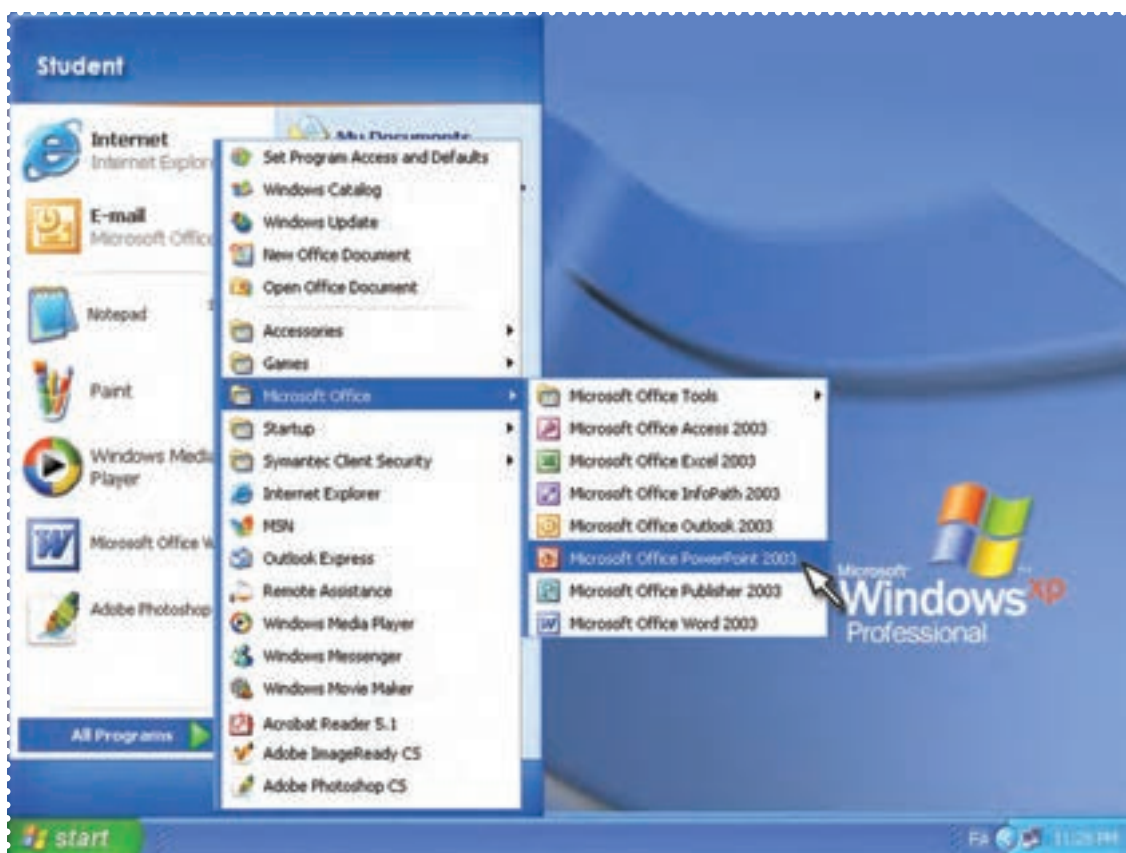 Student
Internet
Internet Explor
E-mail
Microsoft Office
Notepad
Paint
Windows Media
Player
Microsoft Office W
Adobe Photoshop
All Programs
My Documents
Set Program Access and Defaults
Windows Catalog
Windows Update
New Office Document
Open Office Document
Accessories
Games
Microsoft Office
Startup
Symantec Client Security
Internet Explorer
MSN
Outlook Express
Remote Assistance
Windows Media Player
Windows Messenger
Windows Movie Maker
Acrobat Reader 5.1
Adobe ImageReady CS
Adobe Photoshop CS
Microsoft Office Tools
Microsoft Office Access 2003
Microsoft Office Excel 2003
Microsoft Office InfoPath 2003
Microsoft Office Outlook 2003
Microsoft Office PowerPoint 2003
Microsoft Office Publisher 2003
Microsoft Office Word 2003
Microsoft
Windows xp
Professional
start
FA